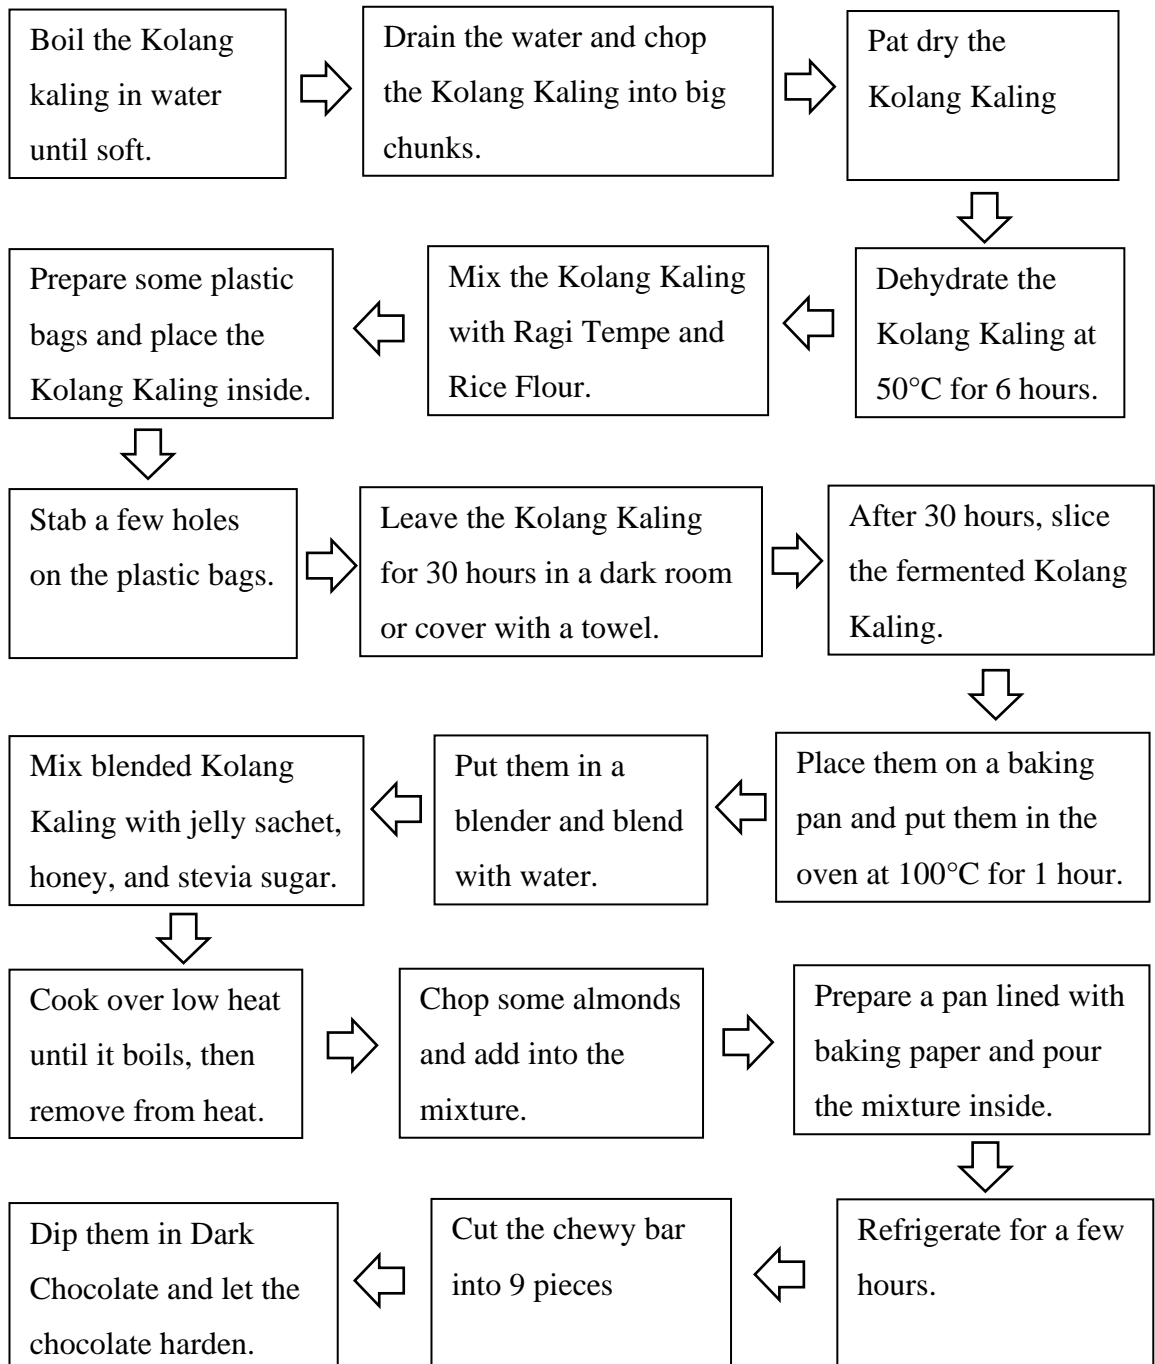 Boil the Kolang
kaling in water
until soft.
Drain the water and chop
the Kolang Kaling into big
chunks.
Pat dry the
Kolang Kaling
Dehydrate the
Kolang Kaling at
50°C for 6 hours.
Mix the Kolang Kaling
with Ragi Tempe and
Rice Flour.
Prepare some plastic
bags and place the
Kolang Kaling inside.
Stab a few holes
on the plastic bags.
Leave the Kolang Kaling
for 30 hours in a dark room
or cover with a towel.
After 30 hours, slice
the fermented Kolang
Kaling.
Place them on a baking
pan and put them in the
oven at 100°C for 1 hour.
Put them in a
blender and blend
with water.
Mix blended Kolang
Kaling with jelly sachet,
honey, and stevia sugar.
Cook over low heat
until it boils, then
remove from heat.
Chop some almonds
and add into the
mixture.
Prepare a pan lined with
baking paper and pour
the mixture inside.
Refrigerate for a few
hours.
Cut the chewy bar
into 9 pieces
Dip them in Dark
Chocolate and let the
chocolate harden.